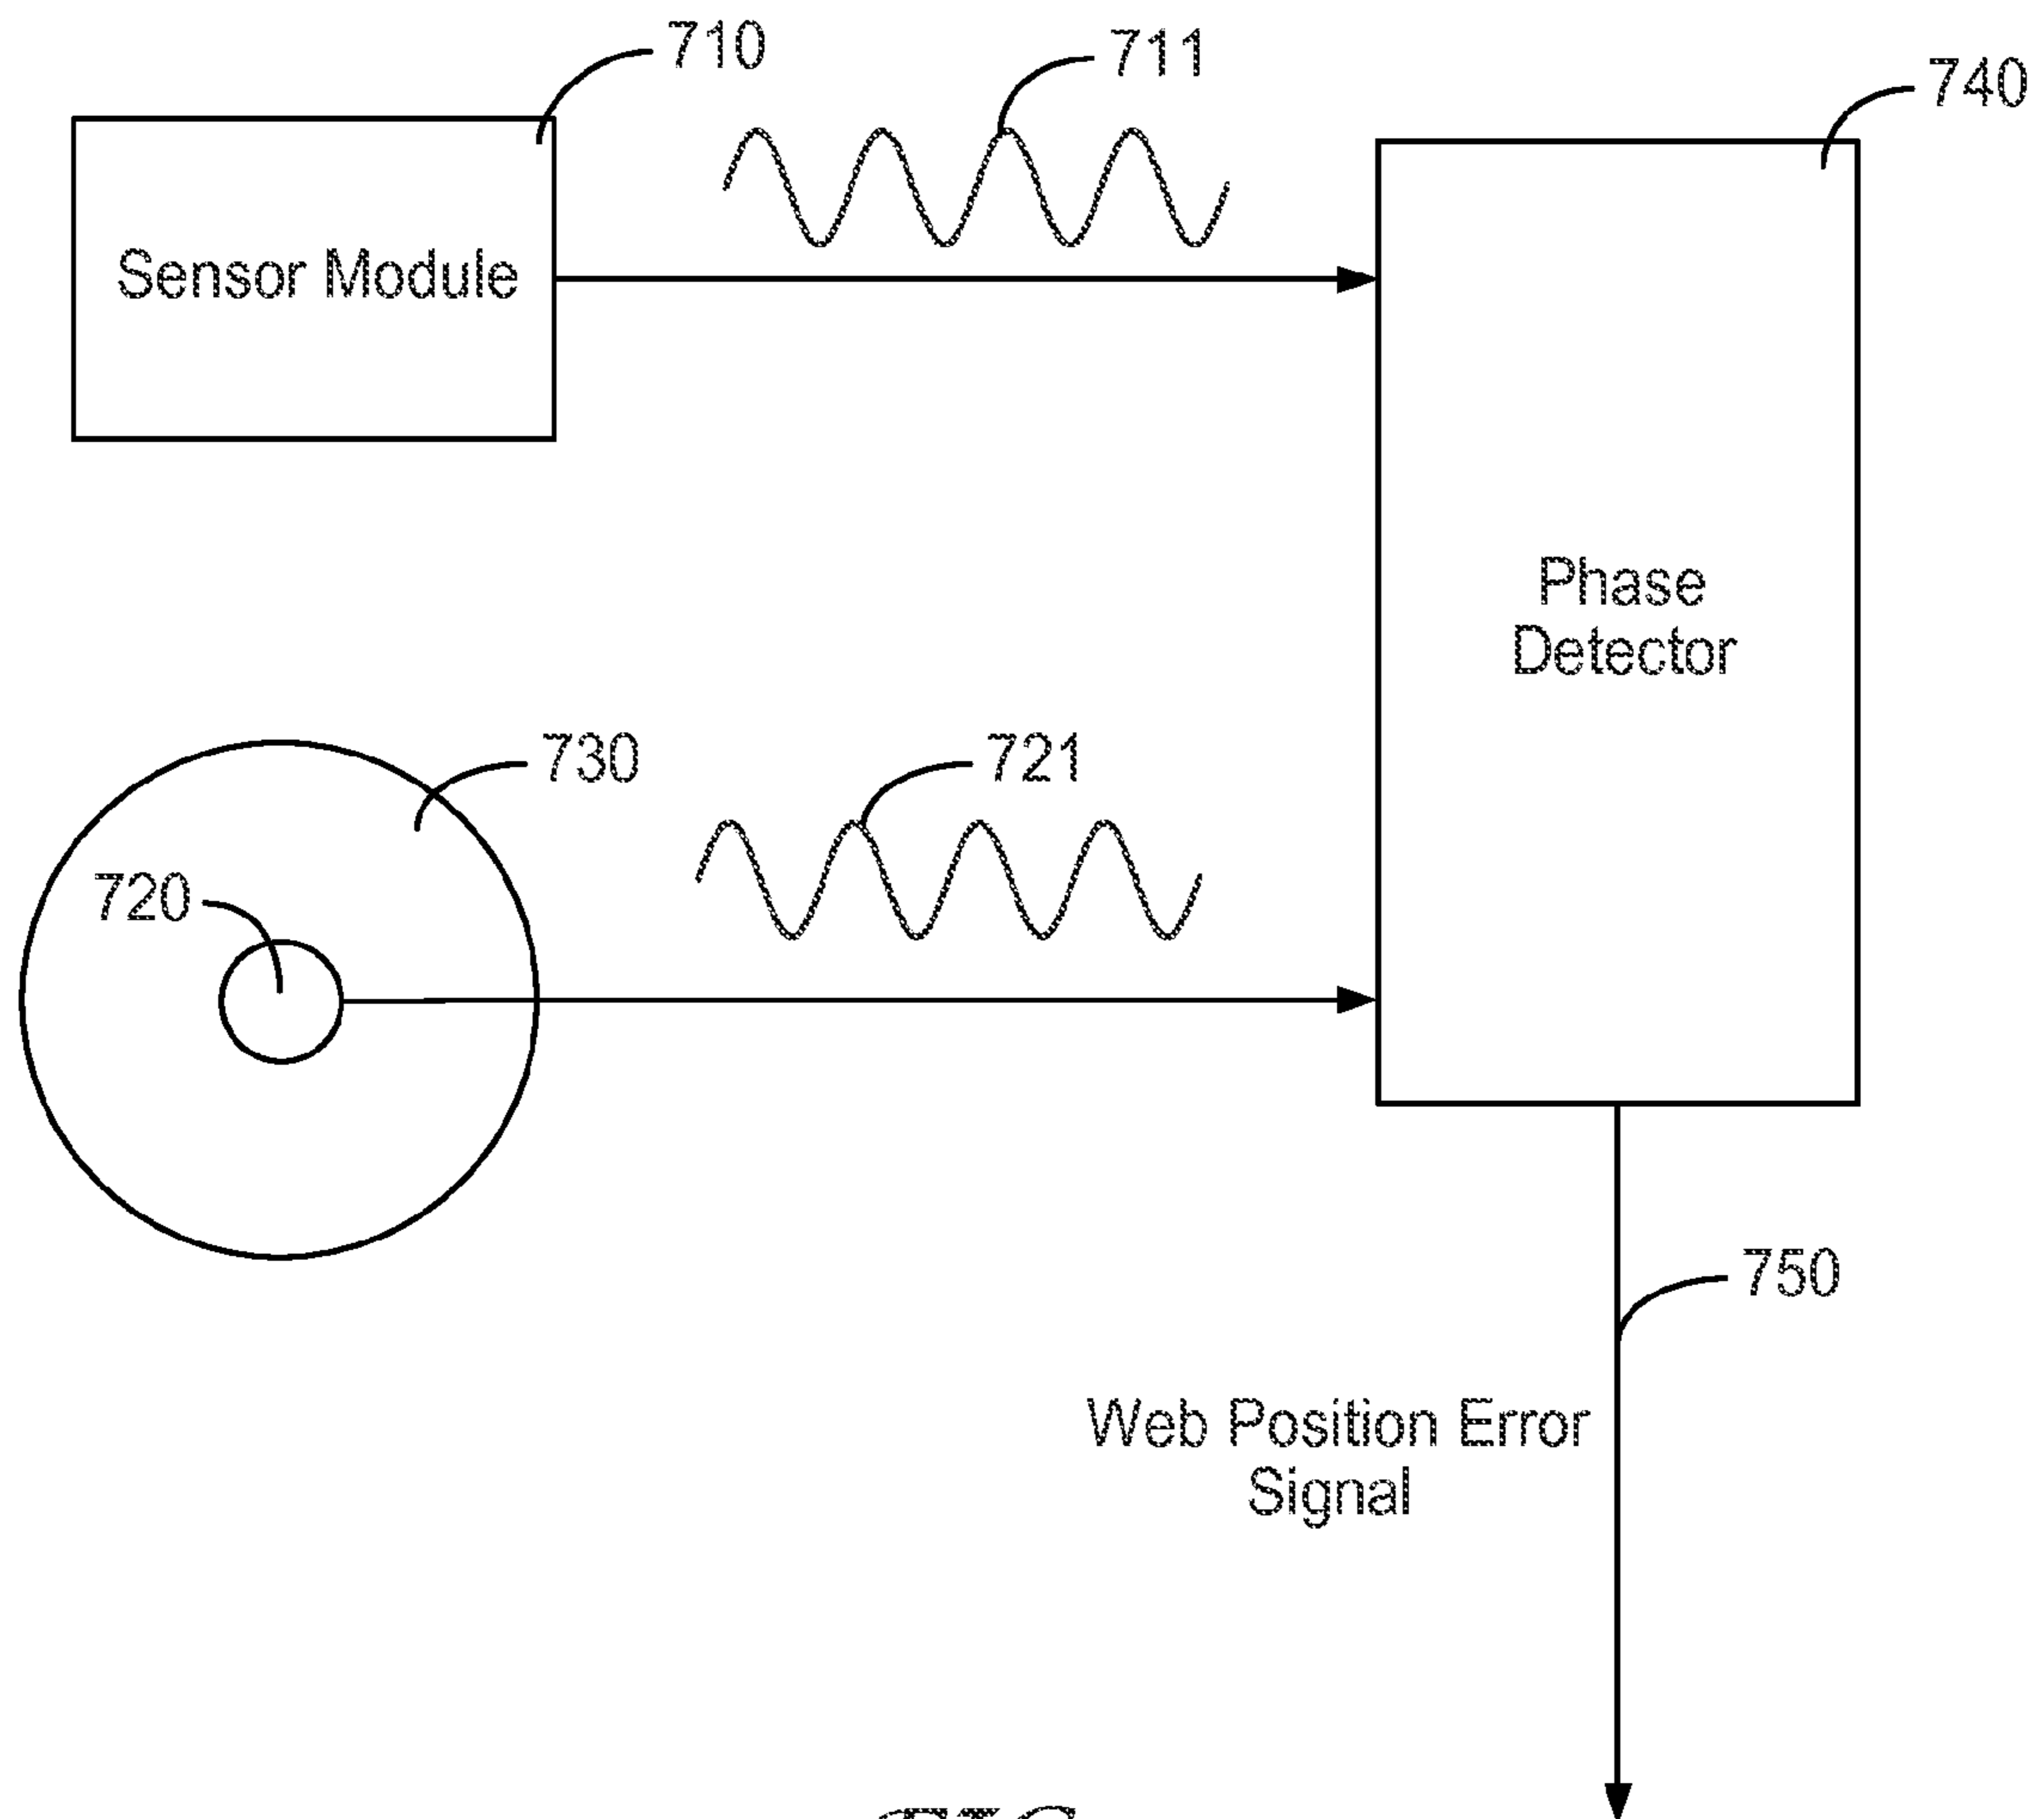 710
711
740
Sensor Module
Phase
Detector
730
721
720
750
Web Position Error
Signal